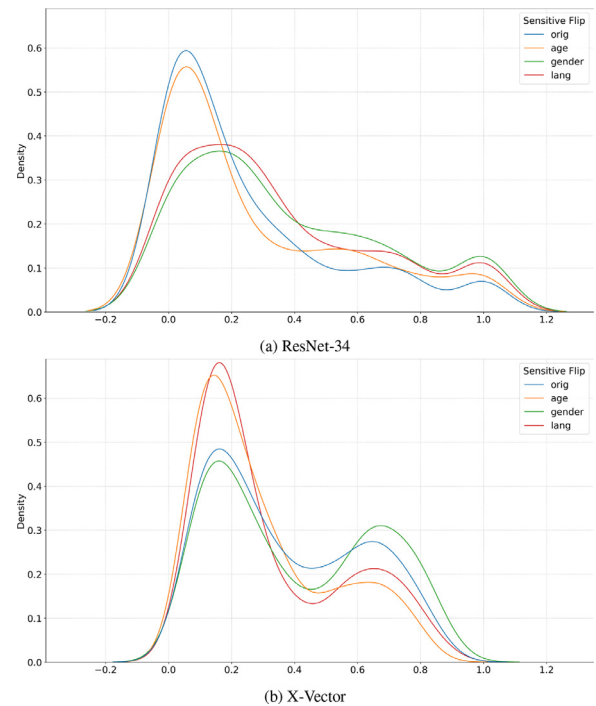 Sensitive Flip
orig
age
gender
lang
0.6
0.5
0.4
0.3
0.2
0.1
0.0
Density
−0.2 0.0 0.2 0.4 0.6 0.8 1.0 1.2
(a) ResNet-34
Sensitive Flip
orig
age
gender
lang
0.6
0.5
0.4
0.3
0.2
0.1
0.0
Density
−0.2 0.0 0.2 0.4 0.6 0.8 1.0 1.2
(b) X-Vector